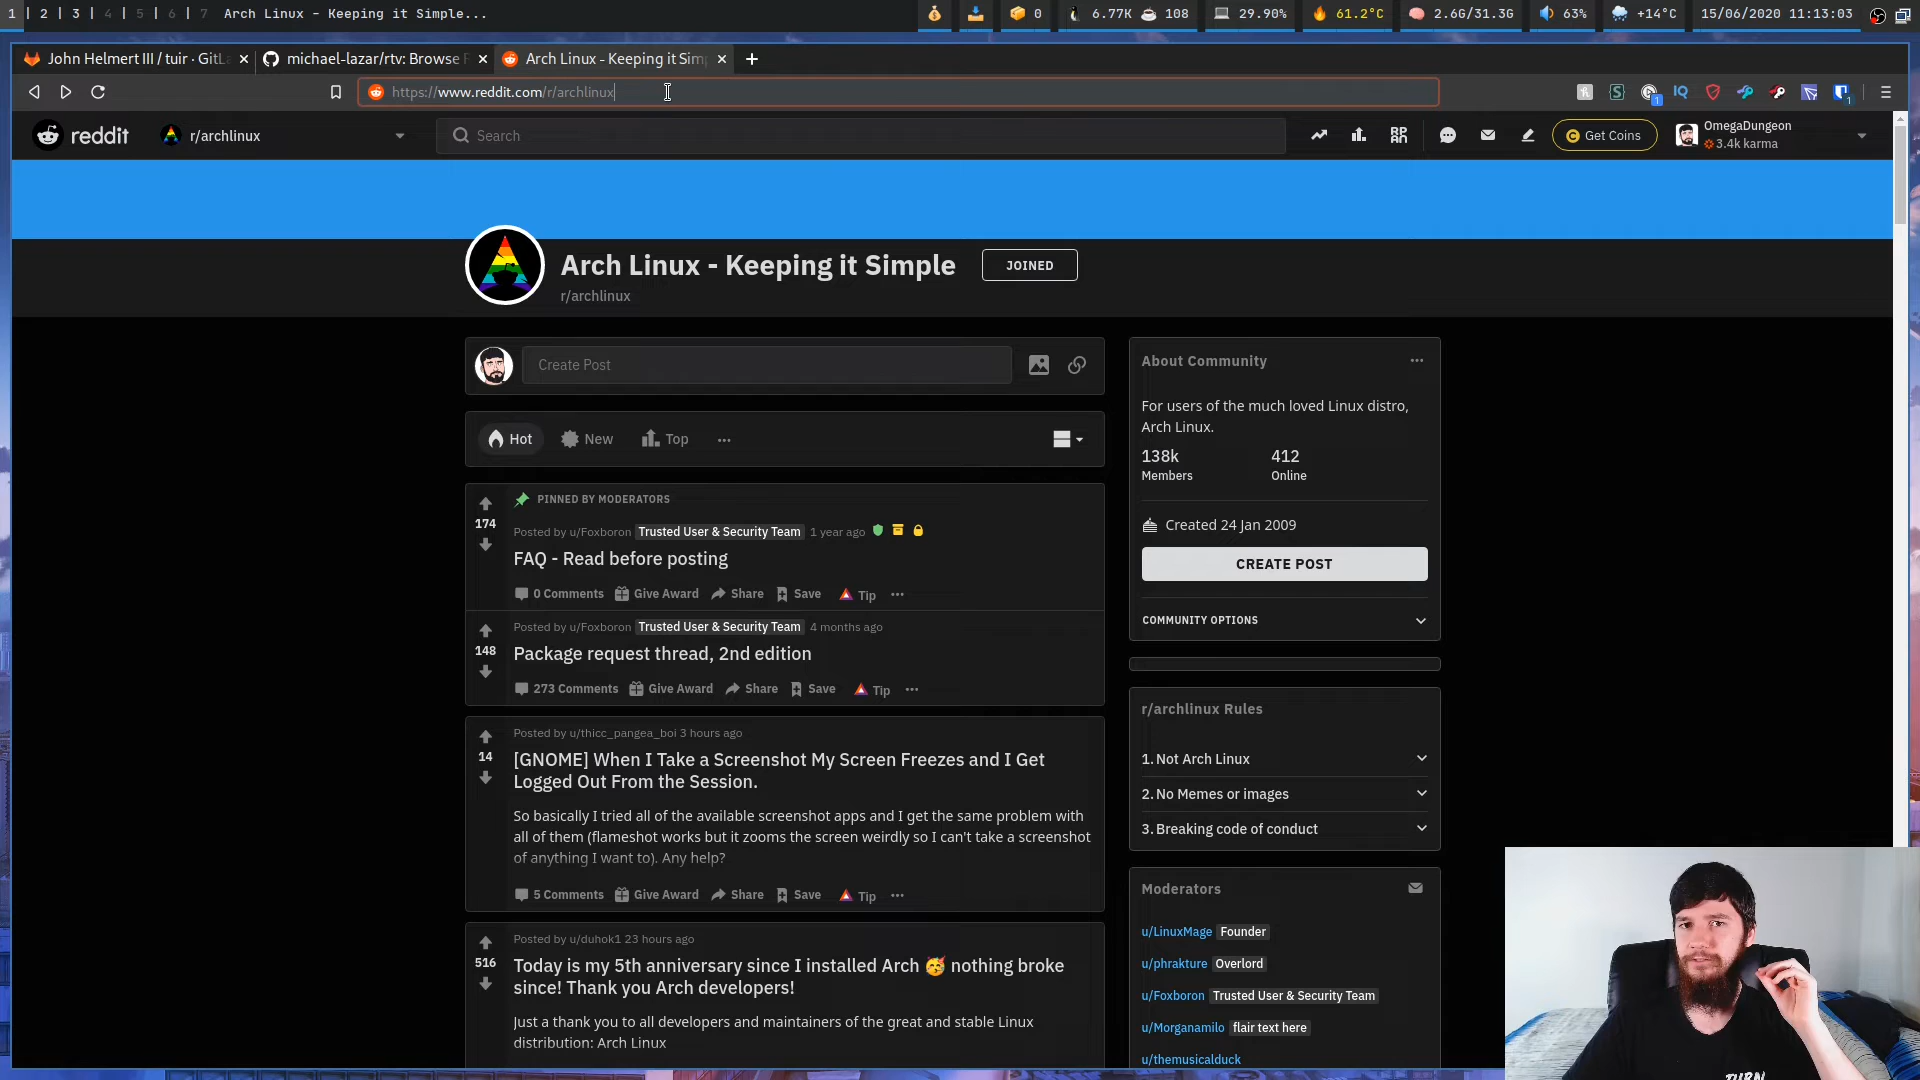 1 | 2 | 3 | 4 | 5 | 6 | 7 Arch Linux - Keeping it Simple...
0 6.77K 108 29.90% 61.2°C 2.6G/31.3G 63% +14°C 15/06/2020 11:13:03
John Helmert III / tuir · GitL michael-lazar/rtv: Browse Arch Linux - Keeping it Sim
https://www.reddit.com/r/archlinux
IQ 1 1
reddit r/archlinux Search Get Coins OmegaDungeon
3.4k karma
Arch Linux - Keeping it Simple JOINED
r/archlinux
Create Post
Hot New Top ...
PINNED BY MODERATORS
174
Posted by u/Foxboron Trusted User & Security Team 1 year ago
FAQ - Read before posting
0 Comments Give Award Share Save Tip ...
Posted by u/Foxboron Trusted User & Security Team 4 months ago
148
Package request thread, 2nd edition
273 Comments Give Award Share Save Tip ...
Posted by u/thicc_pangea_boi 3 hours ago
14
[GNOME] When I Take a Screenshot My Screen Freezes and I Get
Logged Out From the Session.
So basically I tried all of the available screenshot apps and I get the same problem with
all of them (flameshot works but it zooms the screen weirdly so I can't take a screenshot
of anything I want to). Any help?
5 Comments Give Award Share Save Tip ...
Posted by u/duhok1 23 hours ago
516
Today is my 5th anniversary since I installed Arch 🥳 nothing broke
since! Thank you Arch developers!
Just a thank you to all developers and maintainers of the great and stable Linux
distribution: Arch Linux
About Community ...
For users of the much loved Linux distro,
Arch Linux.
138k 412
Members Online
Created 24 Jan 2009
CREATE POST
COMMUNITY OPTIONS
r/archlinux Rules
1. Not Arch Linux
2. No Memes or images
3. Breaking code of conduct
Moderators
u/LinuxMage Founder
u/phrakture Overlord
u/Foxboron Trusted User & Security Team
u/Morganamilo flair text here
u/themusicalduck